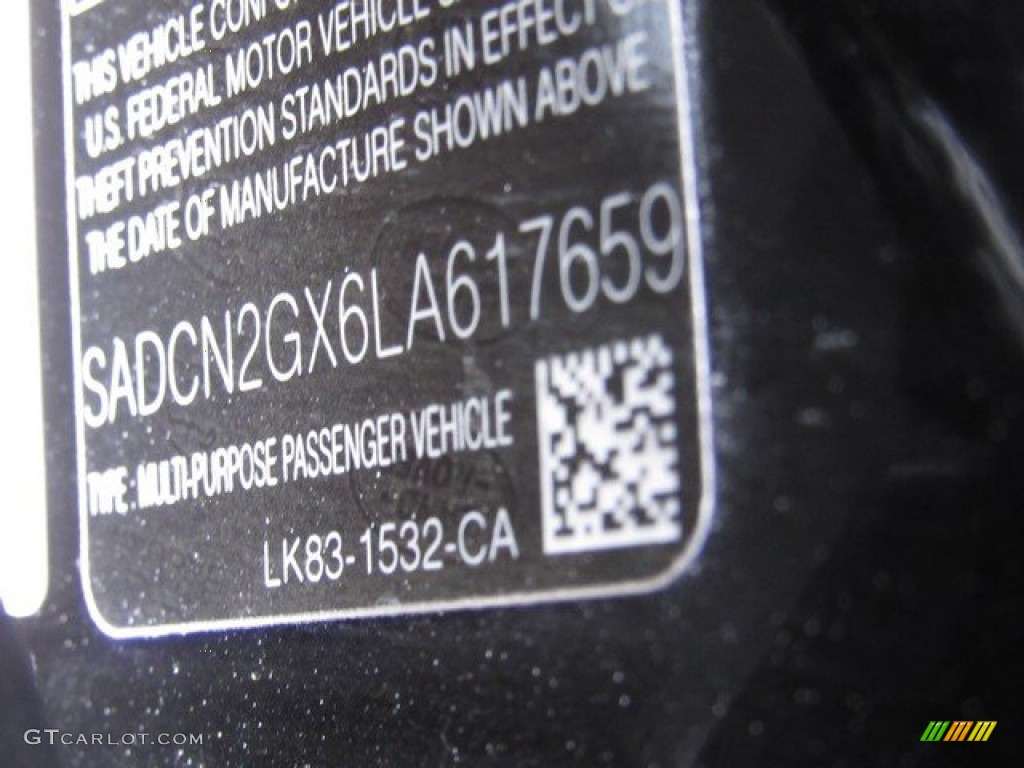 THIS VEHICLE
U.S. FEDERAL MOTOR VEHICLE
THEFT PREVENTION STANDARDS IN EFFECT
THE DATE OF MANUFACTURE SHOWN ABOVE
SADCN2GX6LA617659
TYPE: MULTI-PURPOSE PASSENGER VEHICLE
LK83-1532-CA
GTCARLOT.COM